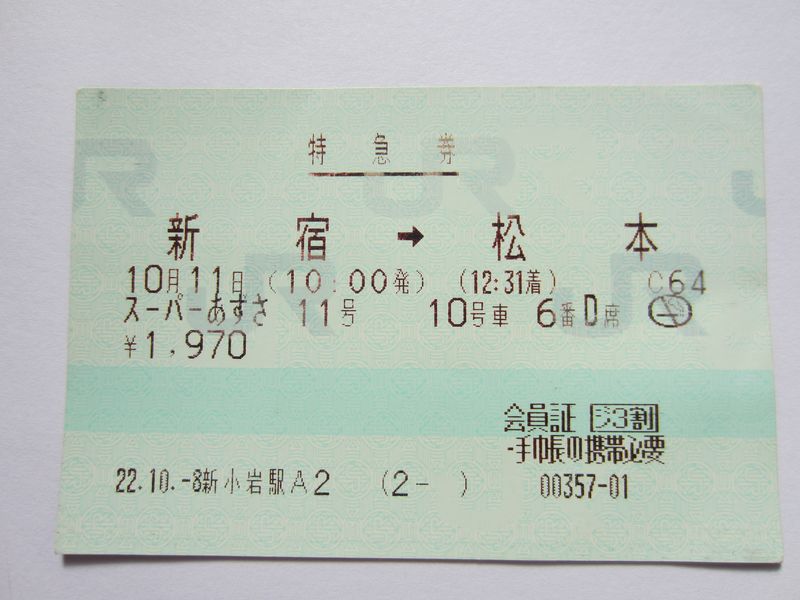 特急券
新宿 → 松本
10月11日 (10:00発) (12:31着) C64
スーパーあずさ 11号 10号車 6番D席
¥1,970
会員証 ジ3割
-手帳の携帯必要
22.10.-8新小岩駅A2 (2- ) 00357-01